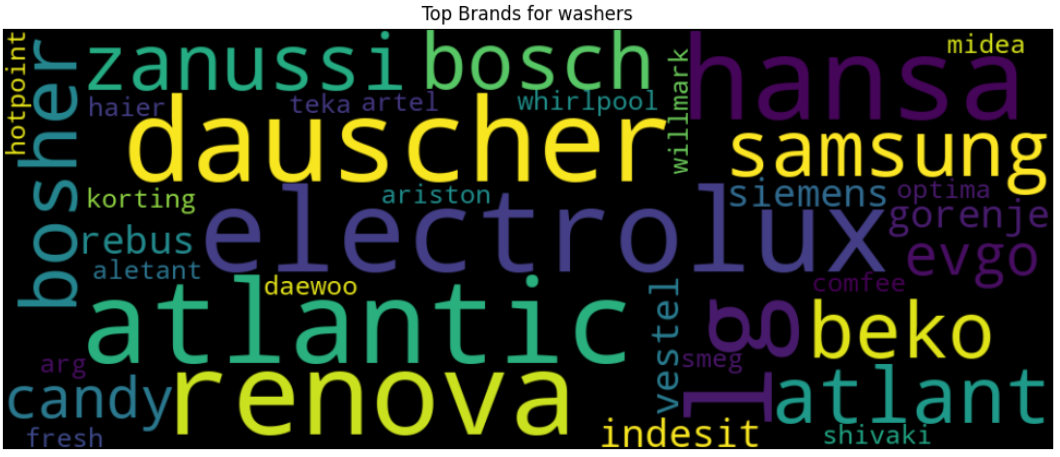 Top Brands for washers
hotpoint
bosher
zanussi
bosch
hansa
midea
haier
teka
artel
whirlpool
willmark
dauscher
samsung
korting
ariston
siemens
optima
rebus
electrolux
gorenje
evgo
aletant
daewoo
atlantic
vestel
lg
comfee
beko
arg
smeg
candy
renova
atlant
fresh
indesit
shivaki